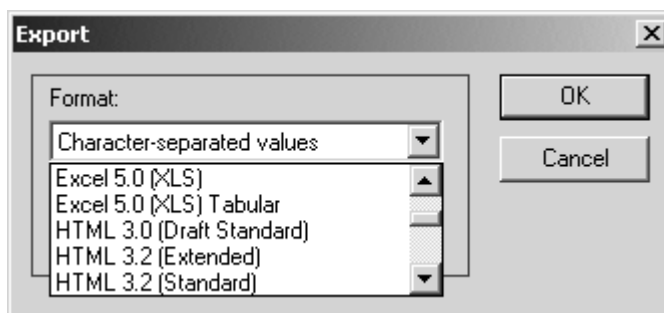 Export
Format:
OK
Character-separated values
Cancel
Excel 5.0 (XLS)
Excel 5.0 (XLS) Tabular
HTML 3.0 (Draft Standard)
HTML 3.2 (Extended)
HTML 3.2 (Standard)